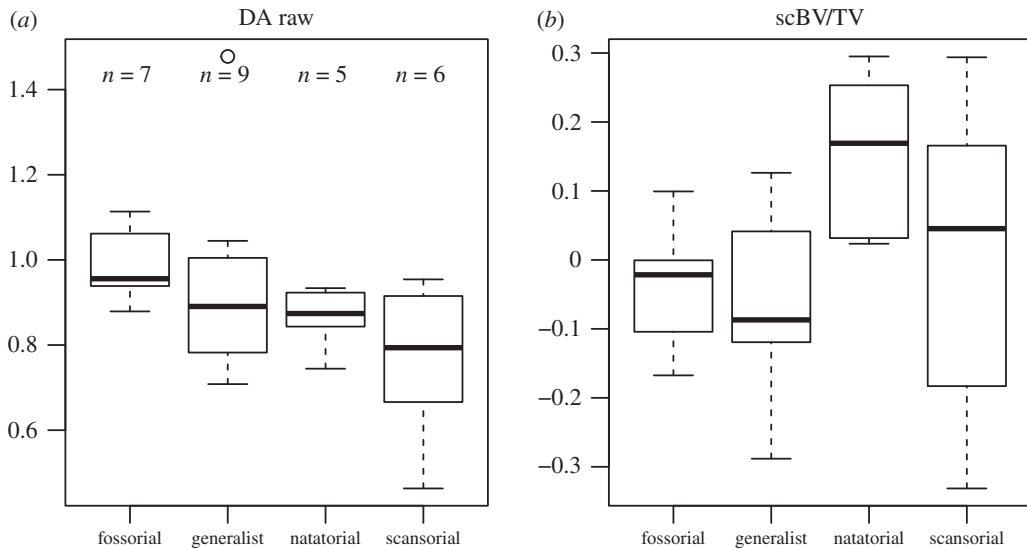 (a) DA raw
n = 7 n = 9 n = 5 n = 6
1.4
1.2
1.0
0.8
0.6
fossorial generalist natatorial scansorial
(b) scBV/TV
0.3
0.2
0.1
0
−0.1
−0.2
−0.3
fossorial generalist natatorial scansorial